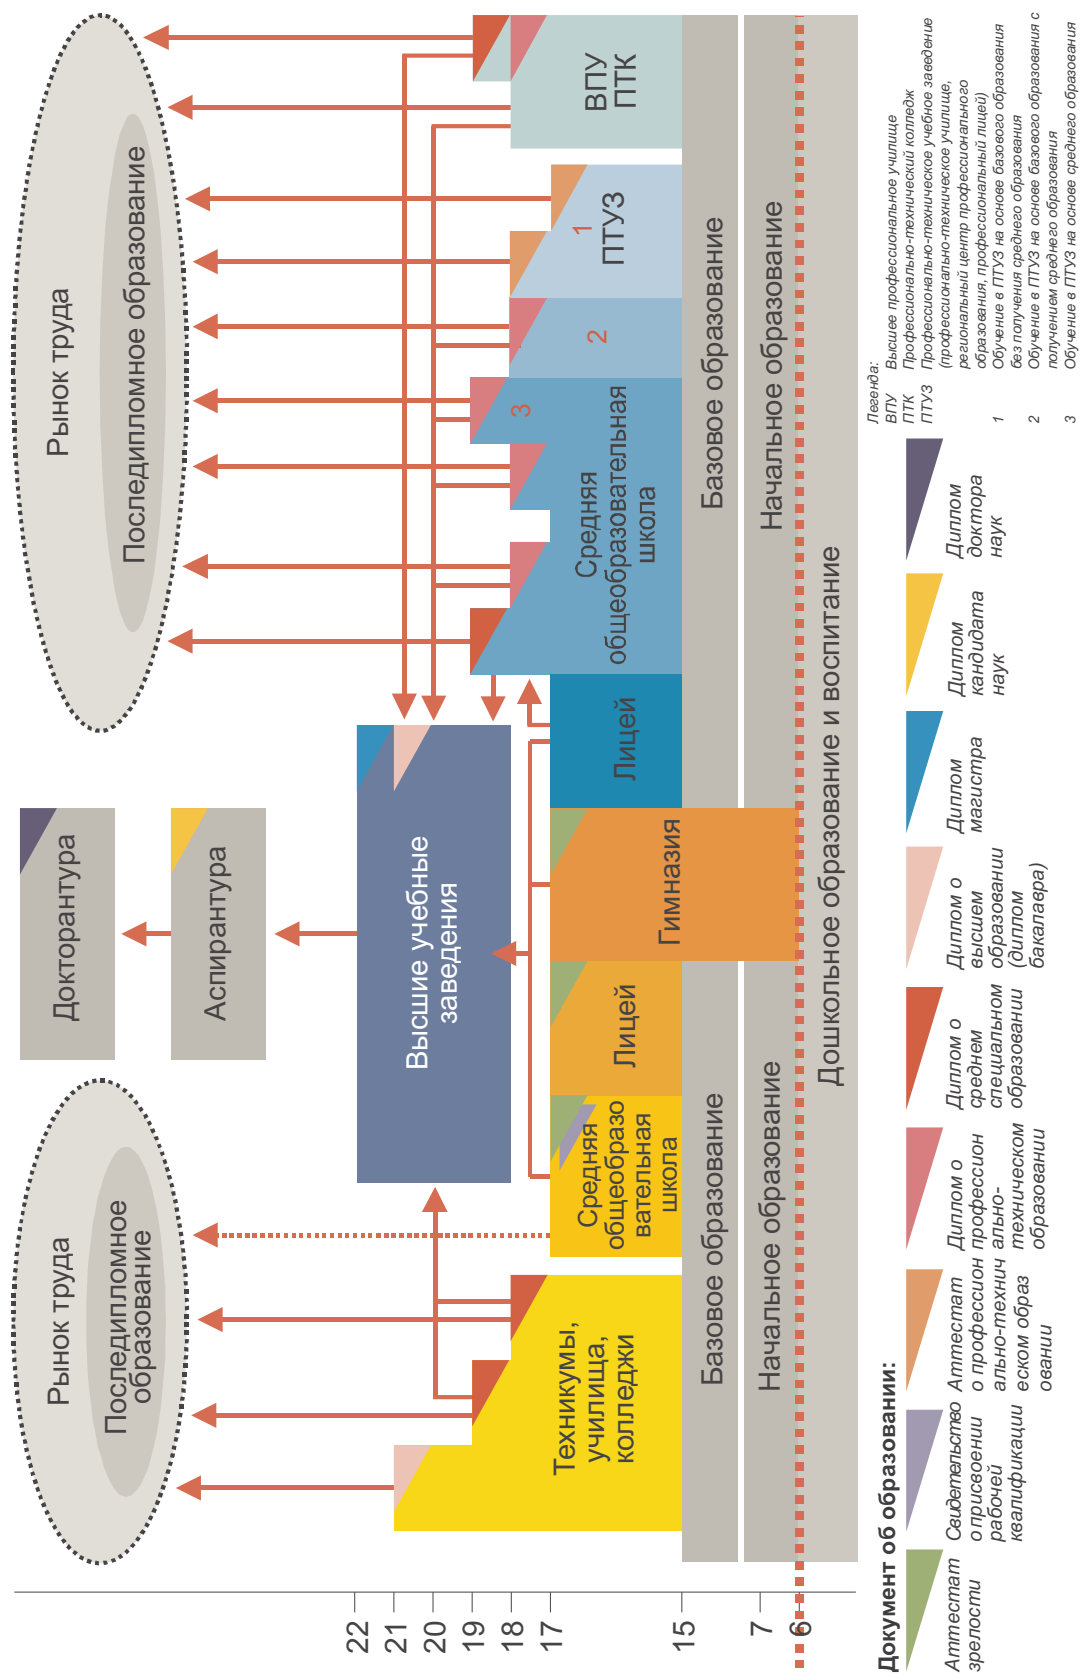 Рынок труда
Последипломное
образование
Докторантура
Аспирантура
Рынок труда
Последипломное образование
22
21
20
19
18
17
15
7
6
Высшие учебные
заведения
Техникумы,
училища,
колледжи
Средняя
общеобразо
вательная
школа
Лицей
Гимназия
Лицей
Средняя
общеобразовательная
школа
3
2
1
ПТУЗ
ВПУ
ПТК
Базовое образование
Базовое образование
Начальное образование
Начальное образование
Дошкольное образование и воспитание
Документ об образовании:
Аттестат
зрелости
Свидетельство
о присвоении
рабочей
квалификации
Аттестат
о профессион
ально-технич
еском образ
овании
Диплом о
профессион
ально-
техническом
образовании
Диплом о
среднем
специальном
образовании
Диплом о
высшем
образовании
(диплом
бакалавра)
Диплом
магистра
Диплом
кандидата
наук
Диплом
доктора
наук
Легенда:
ВПУ Высшее профессиональное училище
ПТК Профессионально-технический колледж
ПТУЗ Профессионально-техническое учебное заведение
(профессионально-техническое училище,
региональный центр профессионального
образования, профессиональный лицей)
1 Обучение в ПТУЗ на основе базового образования
без получения среднего образования
2 Обучение в ПТУЗ на основе базового образования с
получением среднего образования
3 Обучение в ПТУЗ на основе среднего образования